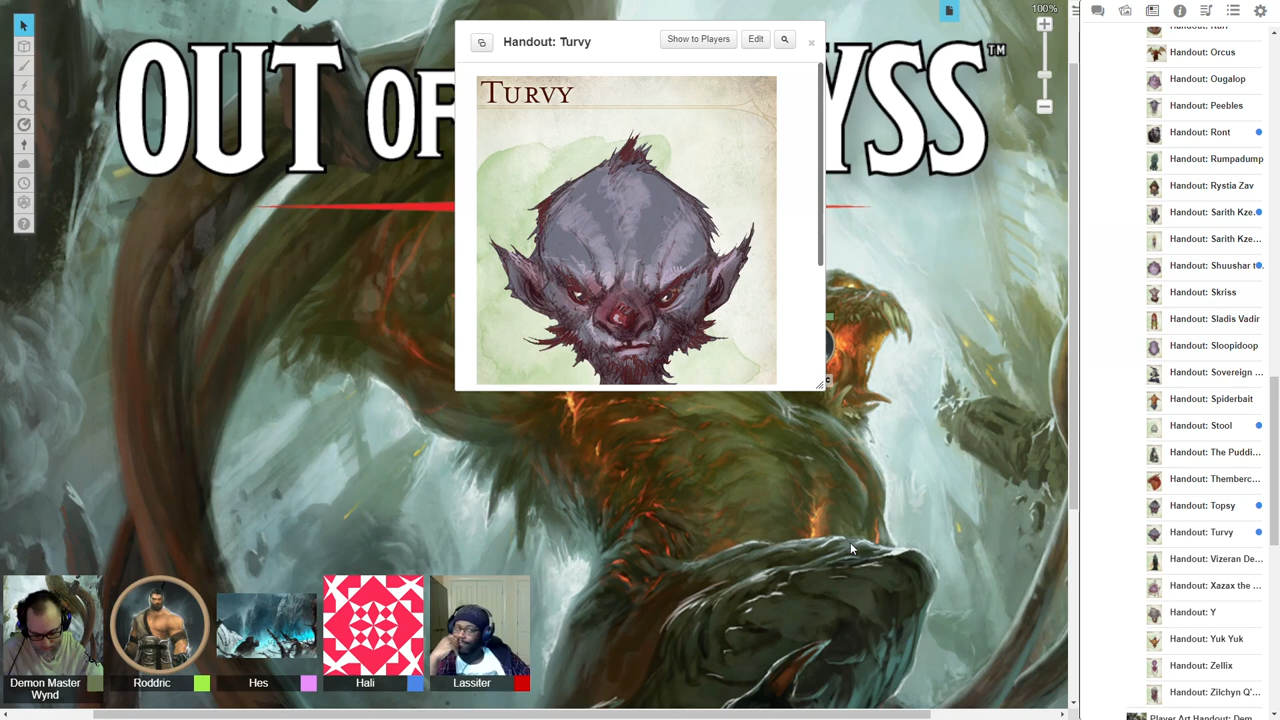 OUT OF YSS™
100%
Handout: Turvy
Show to Players
Edit
TURVY
Handout: Orcus
Handout: Ougalop
Handout: Peebles
Handout: Ront
Handout: Rumpadump
Handout: Rystia Zav
Handout: Sarith Kze...
Handout: Sarith Kze...
Handout: Shuushar t...
Handout: Skriss
Handout: Sladis Vadir
Handout: Sloopidoop
Handout: Sovereign ...
Handout: Spiderbait
Handout: Stool
Handout: The Puddi...
Handout: Themberc...
Handout: Topsy
Handout: Turvy
Handout: Vizeran De...
Handout: Xazax the ...
Handout: Y
Handout: Yuk Yuk
Handout: Zellix
Handout: Zilchyn Q'...
Demon Master
Wynd
Roddric
Hes
Hali
Lassiter